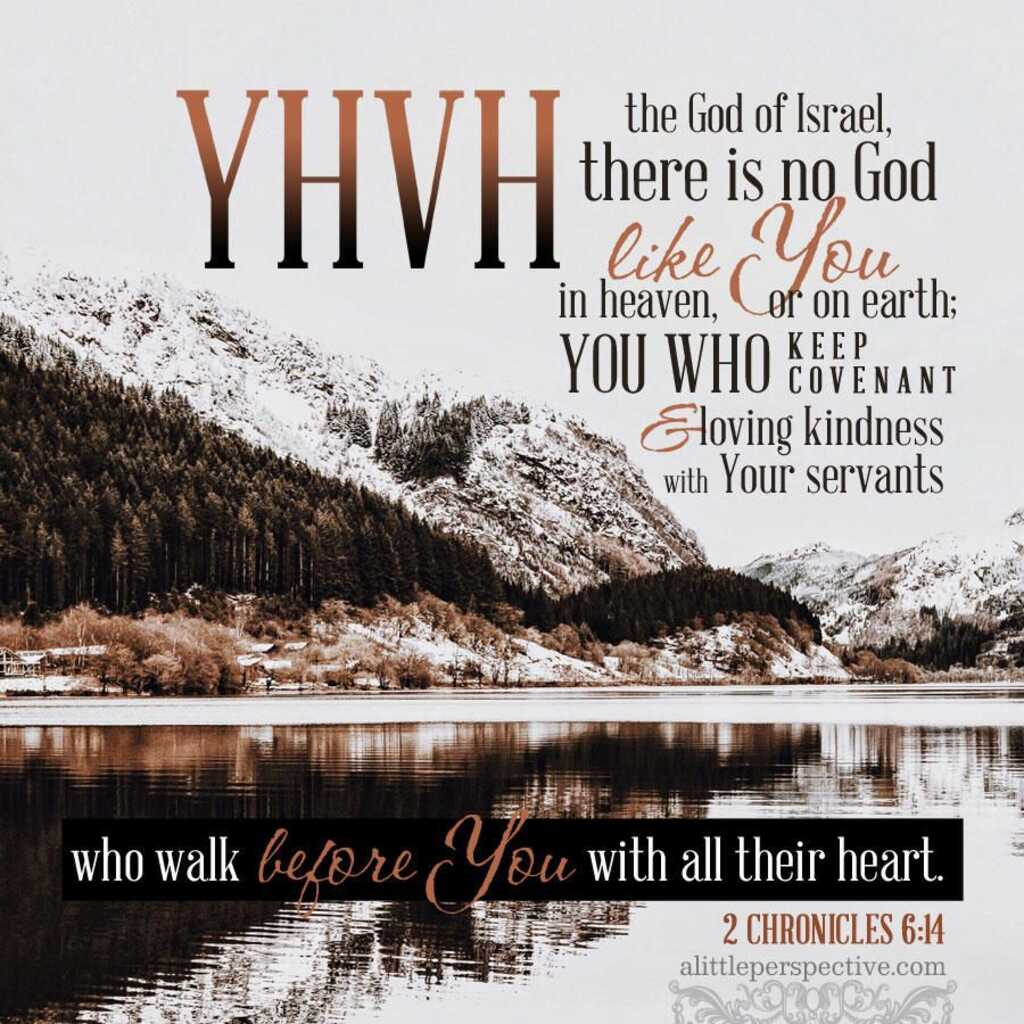 YHVH
the God of Israel,
there is no God
like You
in heaven, or on earth;
YOU WHO KEEP
COVENANT
& loving kindness
with Your servants
who walk before You with all their heart.
2 CHRONICLES 6:14
alittleperspective.com